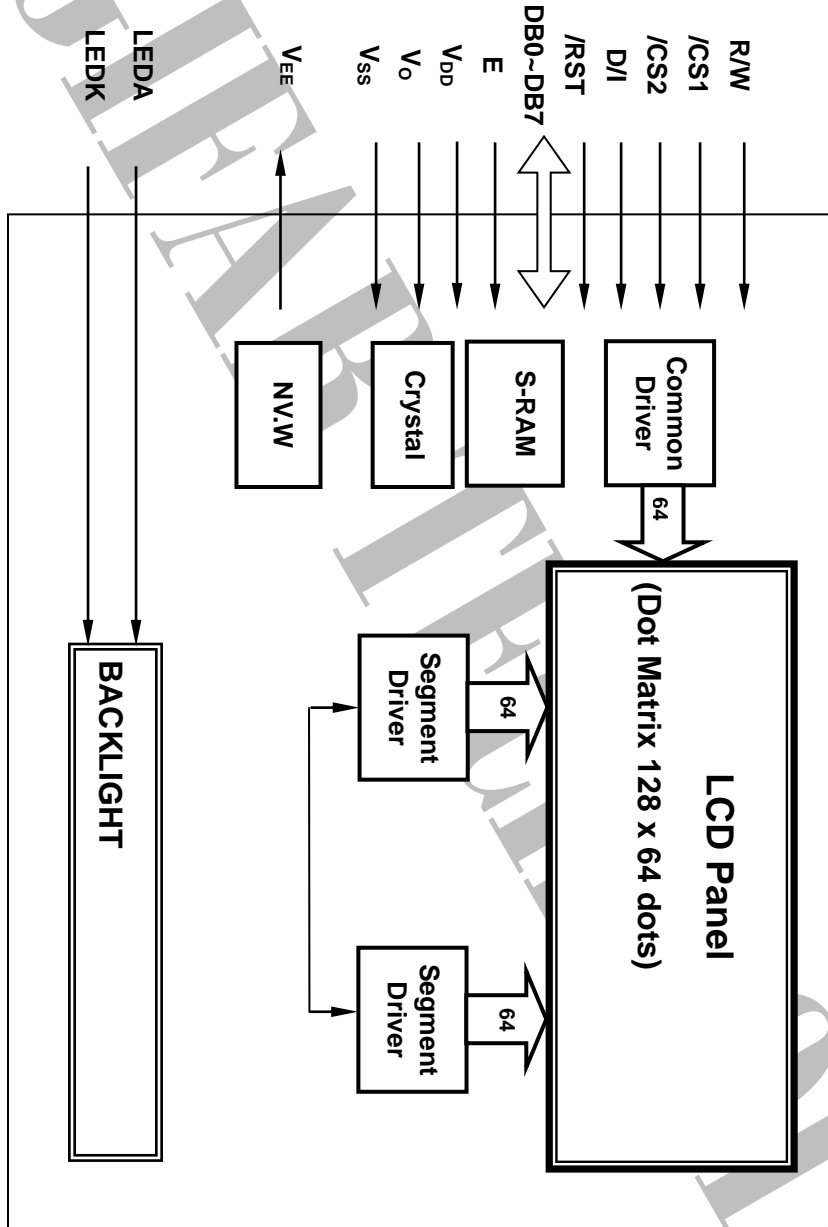 R/W
/CS1
/CS2
D/I
/RST
DB0~DB7
E
VDD
VO
VSS
VEE
LEDA
LEDK
Common
Driver
64
S-RAM
Crystal
NV.W
LCD Panel
(Dot Matrix 128 x 64 dots)
Segment
Driver
64
Segment
Driver
64
BACKLIGHT